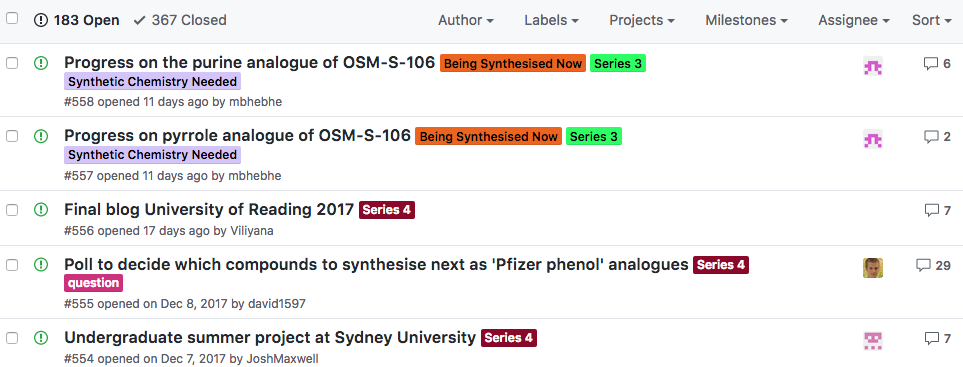 183 Open 367 Closed Author Labels Projects Milestones Assignee Sort
Progress on the purine analogue of OSM-S-106 Being Synthesised Now Series 3 6
Synthetic Chemistry Needed
#558 opened 11 days ago by mbhebhe
Progress on pyrrole analogue of OSM-S-106 Being Synthesised Now Series 3 2
Synthetic Chemistry Needed
#557 opened 11 days ago by mbhebhe
Final blog University of Reading 2017 Series 4 7
#556 opened 17 days ago by Viliyana
Poll to decide which compounds to synthesise next as 'Pfizer phenol' analogues Series 4 29
question
#555 opened on Dec 8, 2017 by david1597
Undergraduate summer project at Sydney University Series 4 7
#554 opened on Dec 7, 2017 by JoshMaxwell